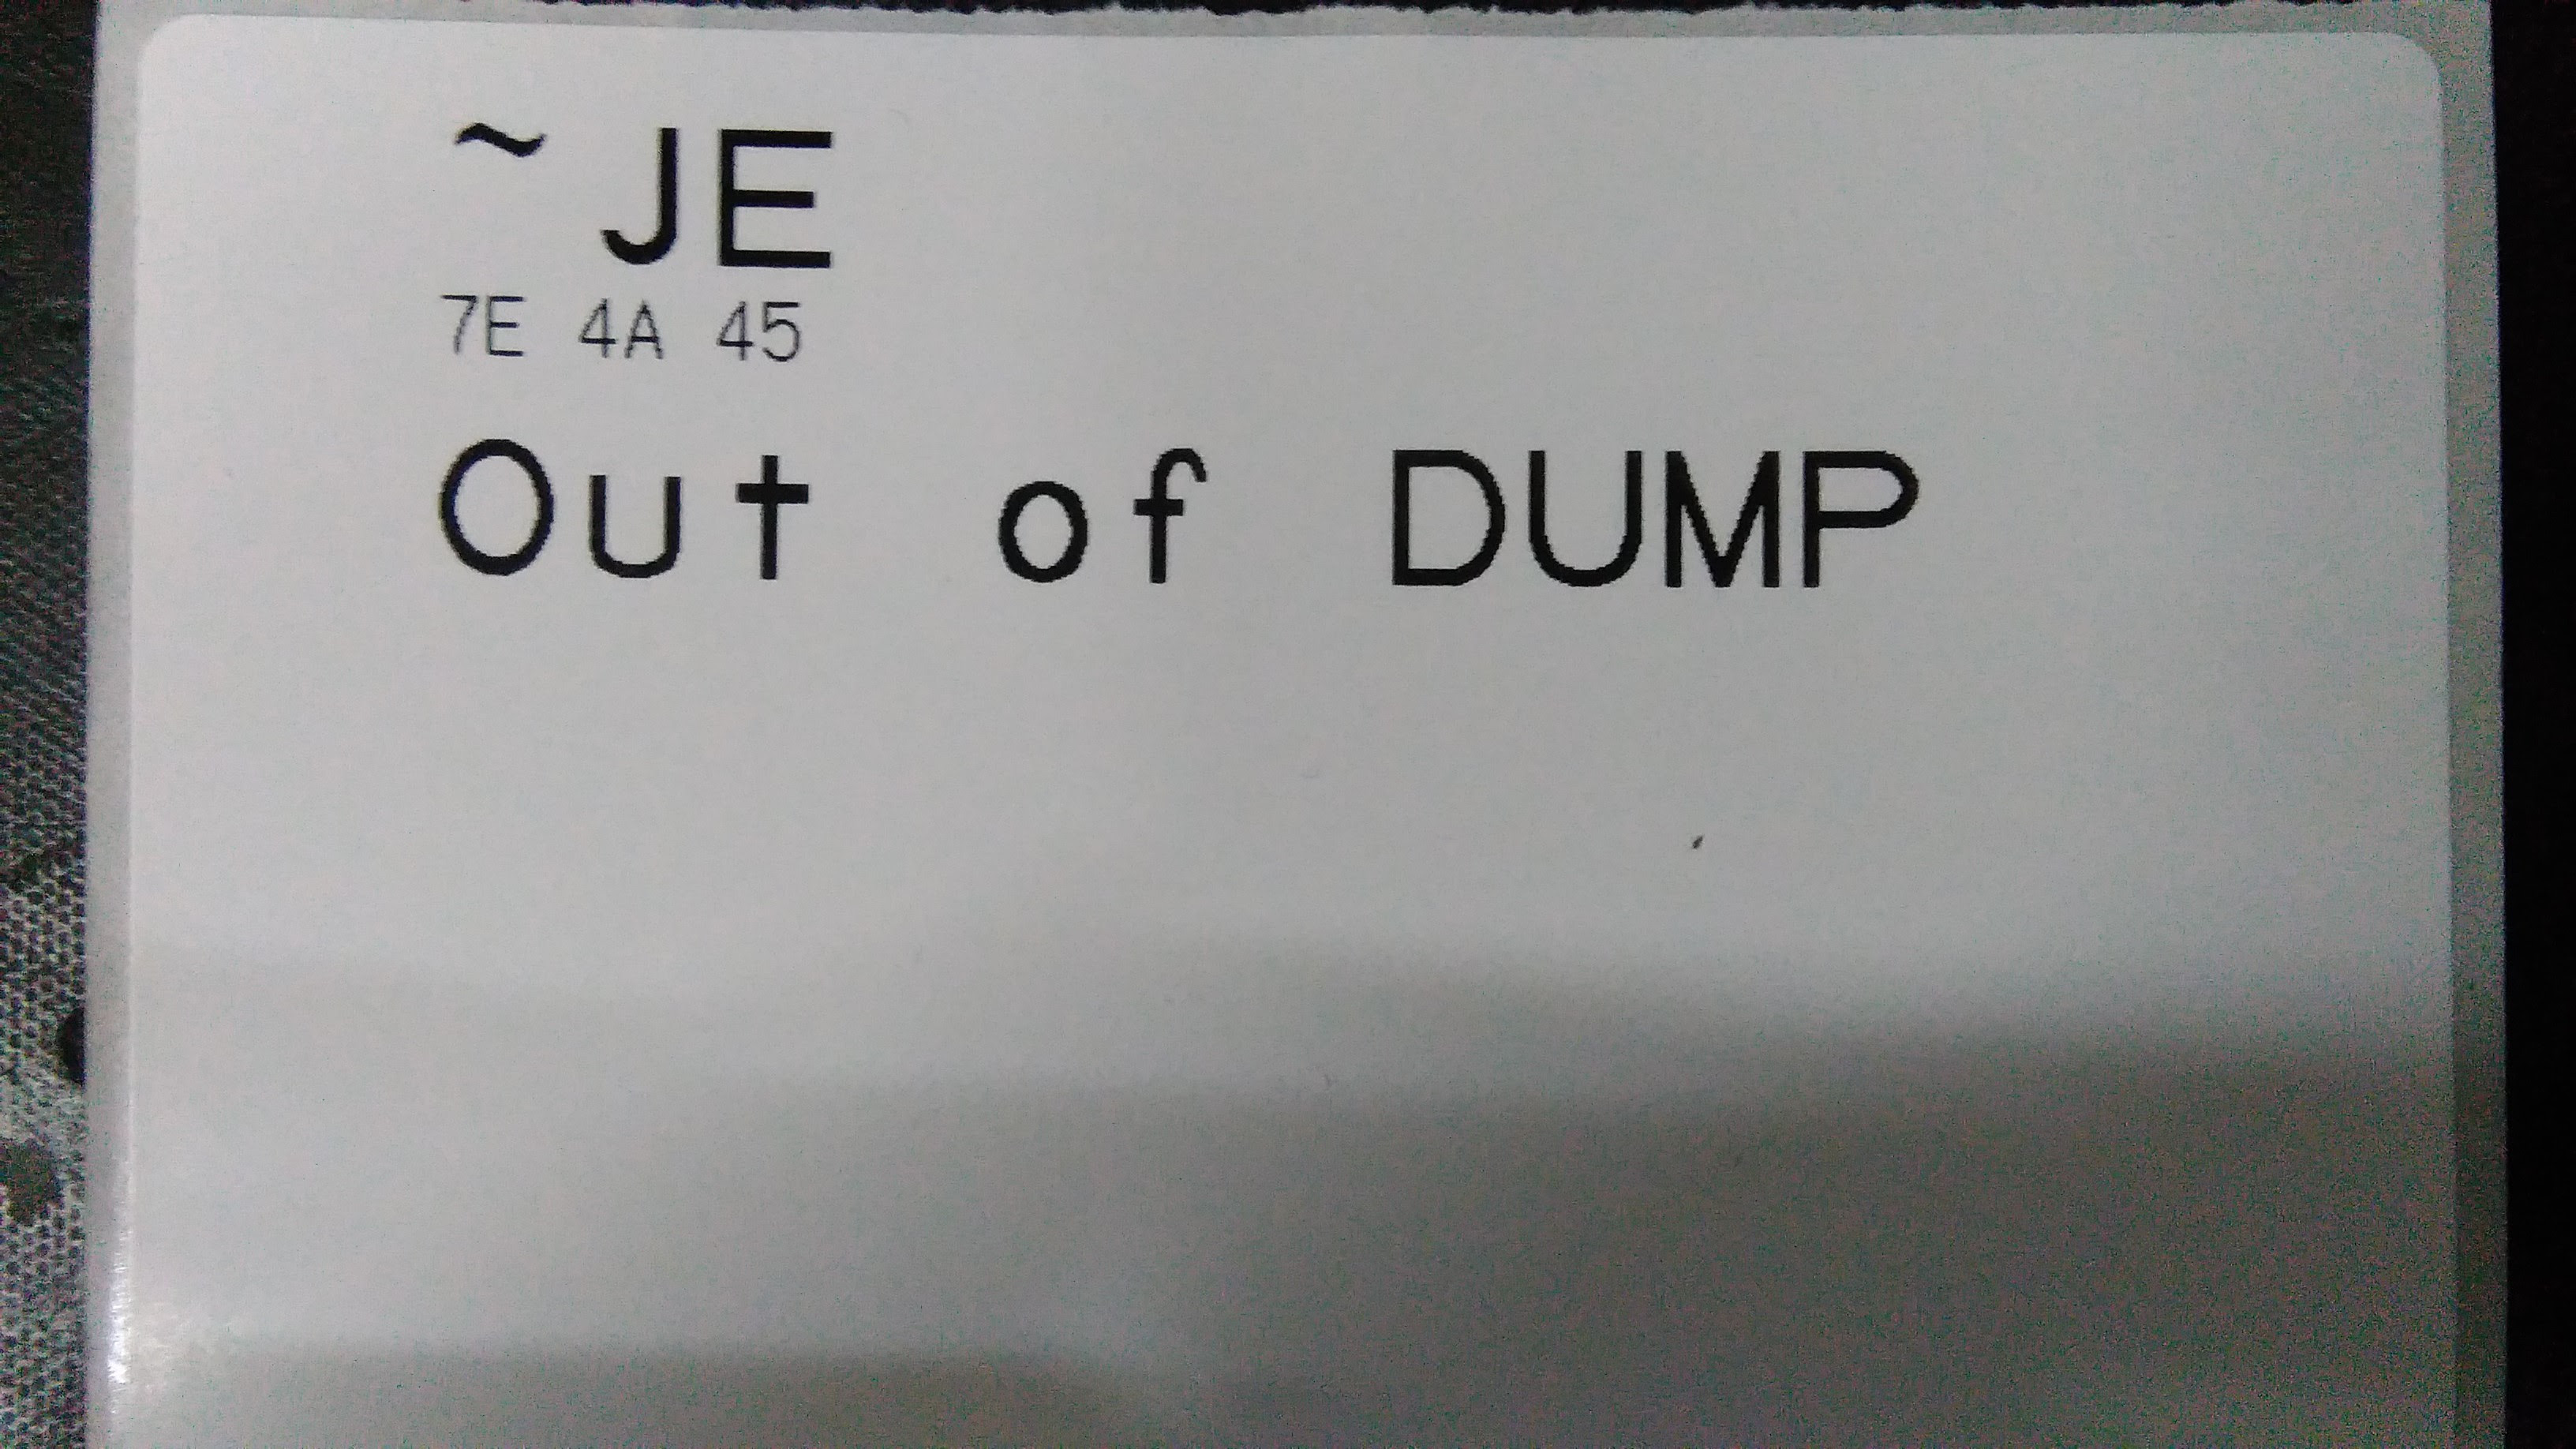 ~JE
7E 4A 45
Out of DUMP